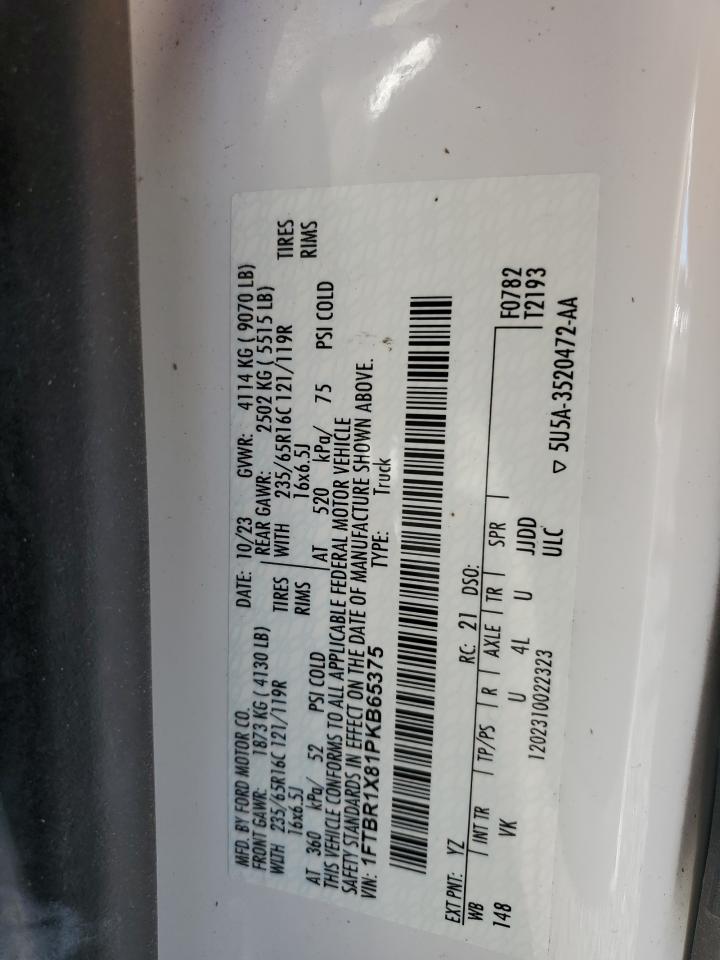 MFD. BY FORD MOTOR CO. DATE: 10/23 GVWR: 4114 KG ( 9070 LB)
FRONT GAWR: 1873 KG ( 4130 LB) REAR GAWR: 2502 KG ( 5515 LB)
WITH 235/65R16C 121/119R TIRES WITH 235/65R16C 121/119R TIRES
16x6.5J RIMS 16x6.5J RIMS
AT 360 kPa/ 52 PSI COLD AT 520 kPa/ 75 PSI COLD
THIS VEHICLE CONFORMS TO ALL APPLICABLE FEDERAL MOTOR VEHICLE
SAFETY STANDARDS IN EFFECT ON THE DATE OF MANUFACTURE SHOWN ABOVE.
VIN: 1FTBR1X81PKB65375 TYPE: Truck
EXT PNT: YZ RC: 21 DSO:
WB INT TR TP/PS R AXLE TR SPR F0782
148 VK U 4L U JJDD T2193
1202310022323 ULC
▽ 5U5A-3520472-AA